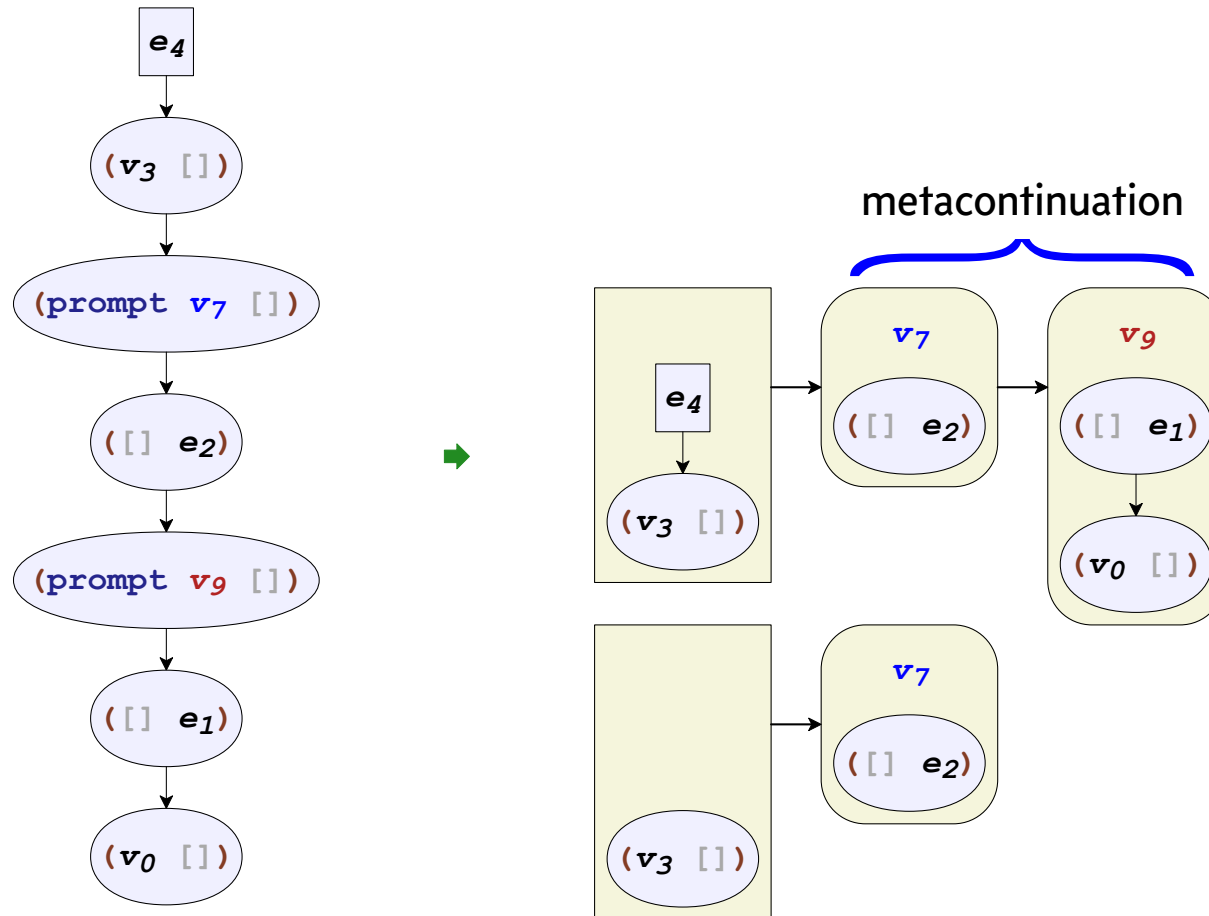 e4
(v3 [])
(prompt v7 [])
([] e2)
(prompt v9 [])
([] e1)
(v0 [])
metacontinuation
e4
(v3 [])
v7
([] e2)
v9
([] e1)
(v0 [])
(v3 [])
v7
([] e2)